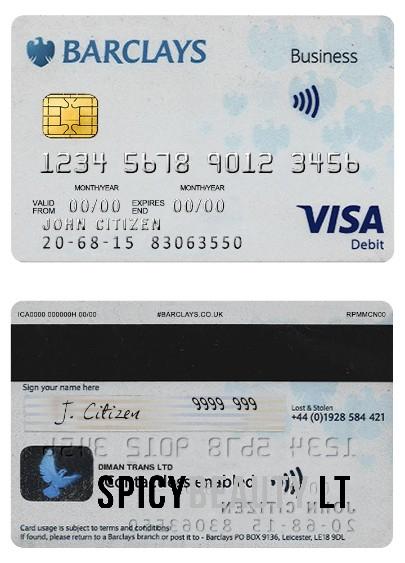 BARCLAYS
Business
1234 5678 9012 3456
MONTH/YEAR MONTH/YEAR
VALID FROM 00/00 EXPIRES END 00/00
JOHN CITIZEN
20-68-15 83063550
VISA
Debit
ICA0000 000000H 00/00 #BARCLAYS.CO.UK RPMMCN00
Sign your name here
J. Citizen 9999 999
Lost & Stolen
+44 (0)1928 584 421
1234 5678 9012 3456
DIMAN TRANS LTD
Contactless enabled
SPICYBEAUTY.LT
JOHN CITIZEN
20-68-15 83063550
Card usage is subject to terms and conditions
If found, please return to a Barclays branch or post it to - Barclays PO BOX 9136, Leicester, LE18 9DL